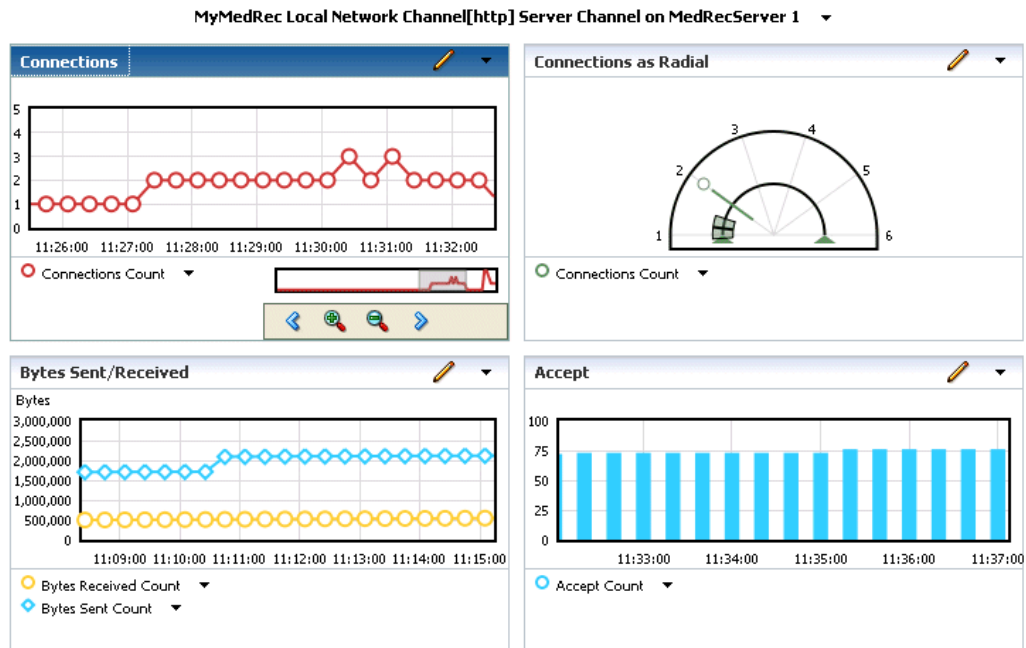 MyMedRec Local Network Channel[http] Server Channel on MedRecServer 1
Connections
5
4
3
2
1
0
11:26:00 11:27:00 11:28:00 11:29:00 11:30:00 11:31:00 11:32:00
Connections Count
Connections as Radial
1
2
3
4
5
6
Connections Count
Bytes Sent/Received
Bytes
3,000,000
2,500,000
2,000,000
1,500,000
1,000,000
500,000
0
11:09:00 11:10:00 11:11:00 11:12:00 11:13:00 11:14:00 11:15:00
Bytes Received Count
Bytes Sent Count
Accept
100
75
50
25
0
11:33:00 11:34:00 11:35:00 11:36:00 11:37:00
Accept Count